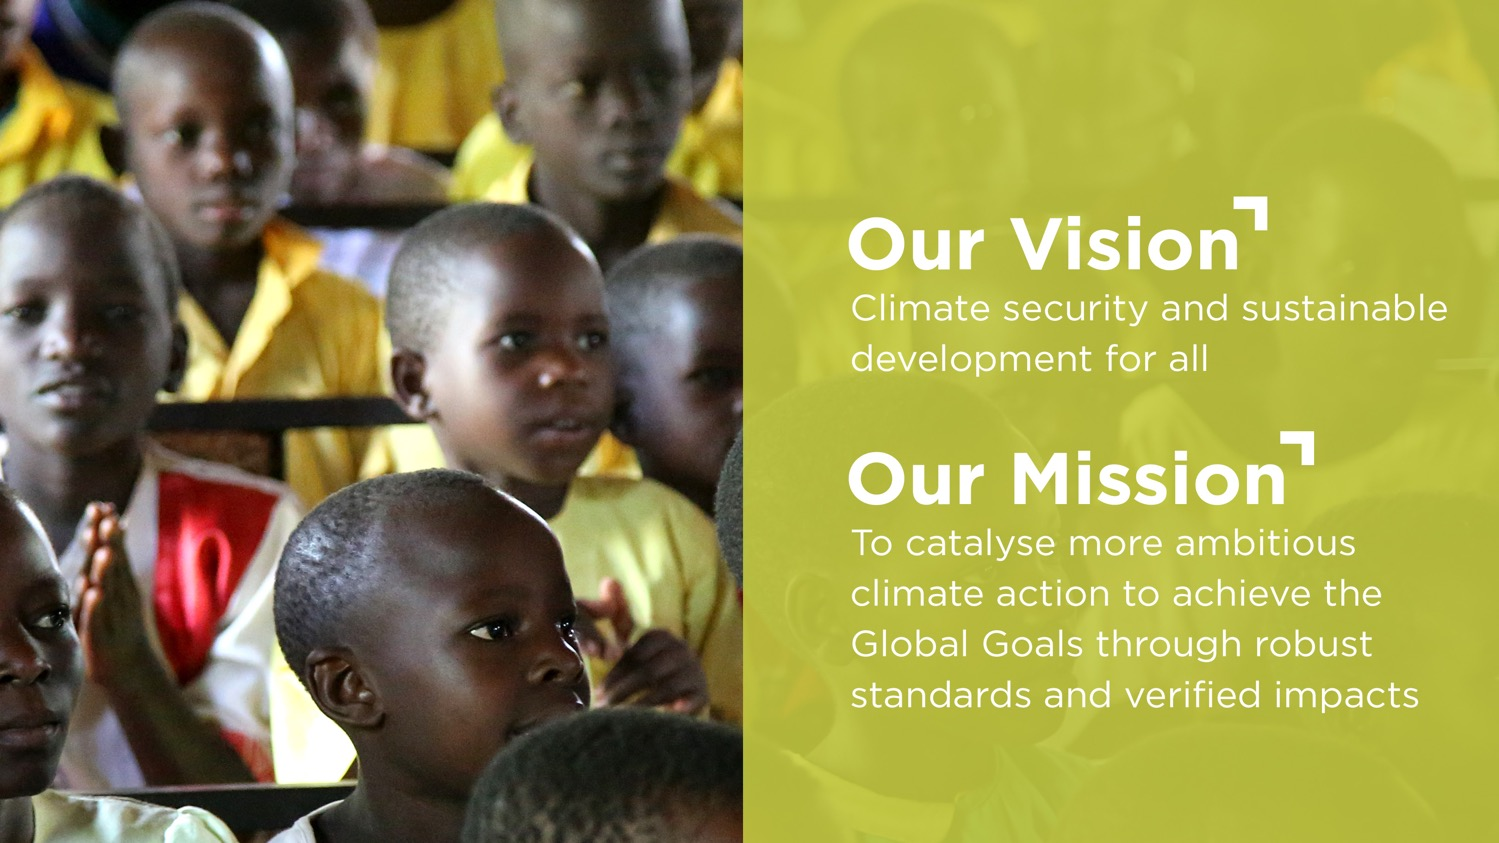 Our Vision
Climate security and sustainable
development for all
Our Mission
To catalyse more ambitious
climate action to achieve the
Global Goals through robust
standards and verified impacts